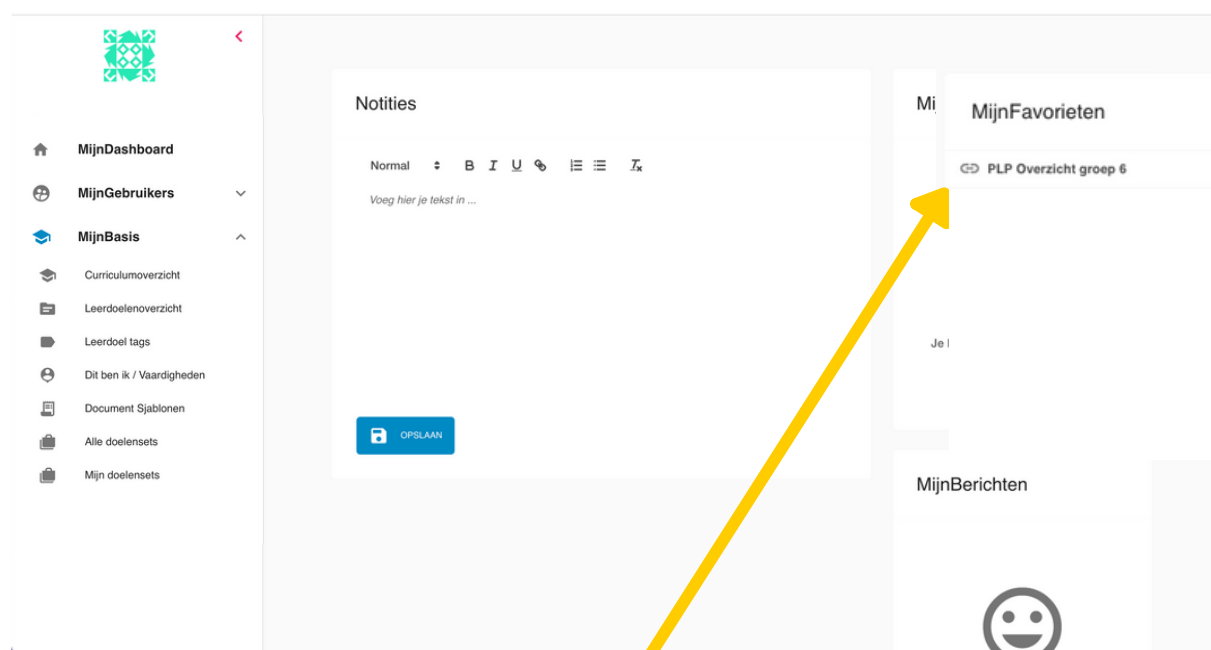 MijnDashboard
MijnGebruikers
MijnBasis
Curriculumoverzicht
Leerdoelenoverzicht
Leerdoel tags
Dit ben ik / Vaardigheden
Document Sjablonen
Alle doelensets
Mijn doelensets
Notities
Normal B I U
Voeg hier je tekst in ...
OPSLAAN
Mij
MijnFavorieten
PLP Overzicht groep 6
Je
MijnBerichten